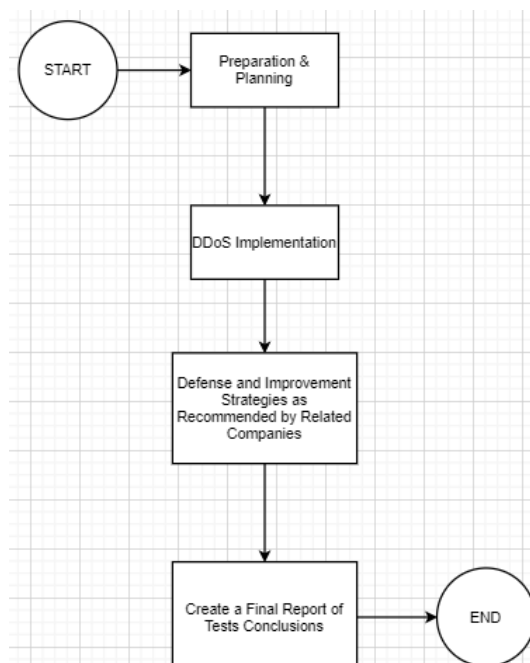 START
Preparation &
Planning
DDoS Implementation
Defense and Improvement
Strategies as
Recommended by Related
Companies
Create a Final Report of
Tests Conclusions
END